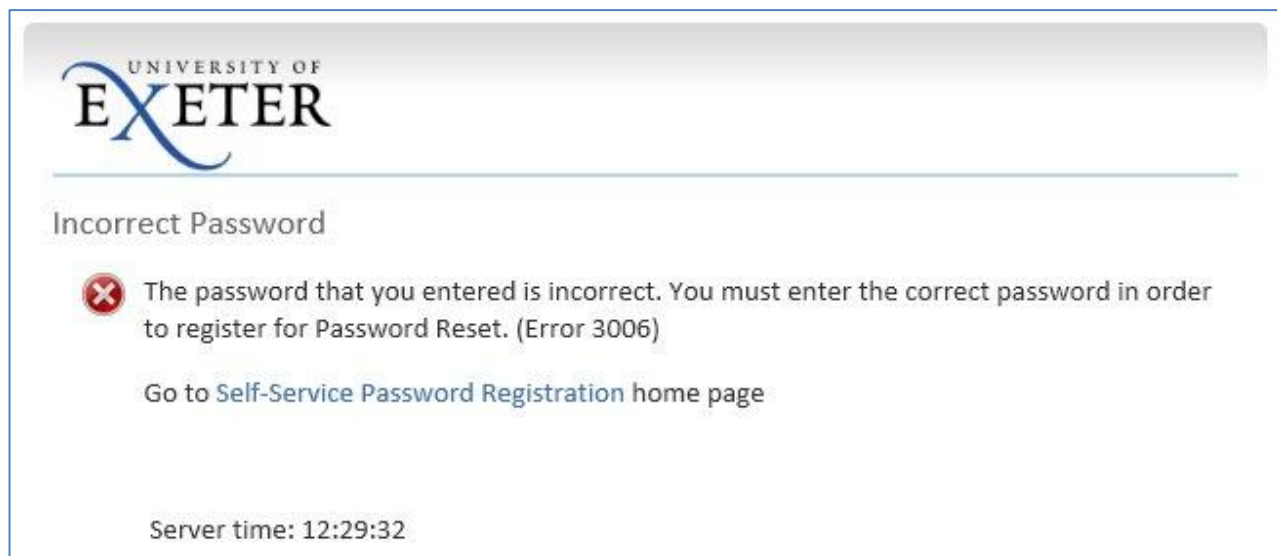 UNIVERSITY OF
EXETER
Incorrect Password
The password that you entered is incorrect. You must enter the correct password in order
to register for Password Reset. (Error 3006)
Go to Self-Service Password Registration home page
Server time: 12:29:32